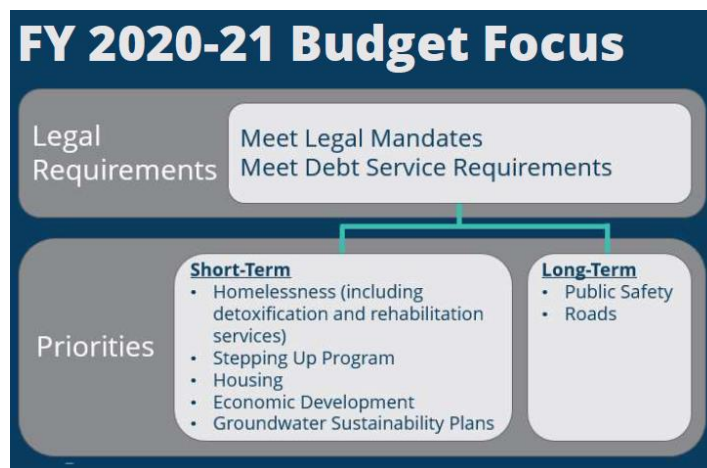 FY 2020-21 Budget Focus
Legal
Requirements
Meet Legal Mandates
Meet Debt Service Requirements
Priorities
Short-Term
• Homelessness (including
detoxification and rehabilitation
services)
• Stepping Up Program
• Housing
• Economic Development
• Groundwater Sustainability Plans
Long-Term
• Public Safety
• Roads